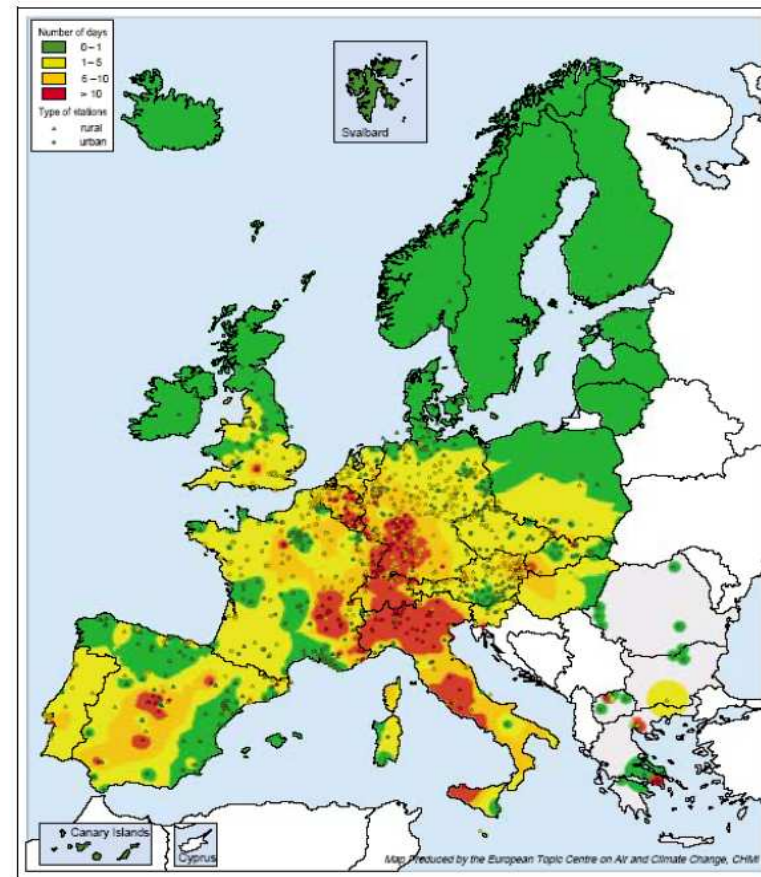 Number of days
0–1
1–5
6–10
> 10
Type of stations
rural
urban
Svalbard
Canary Islands
Cyprus
Map Produced by the European Topic Centre on Air and Climate Change, CHMI